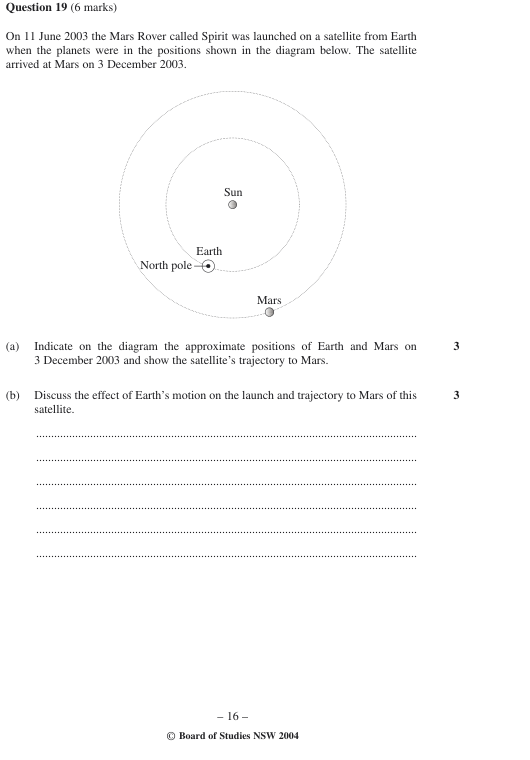 Question 19 (6 marks)
On 11 June 2003 the Mars Rover called Spirit was launched on a satellite from Earth
when the planets were in the positions shown in the diagram below. The satellite
arrived at Mars on 3 December 2003.
Sun
Earth
North pole
Mars
(a) Indicate on the diagram the approximate positions of Earth and Mars on 3
3 December 2003 and show the satellite's trajectory to Mars.
(b) Discuss the effect of Earth's motion on the launch and trajectory to Mars of this 3
satellite.
– 16 –
© Board of Studies NSW 2004